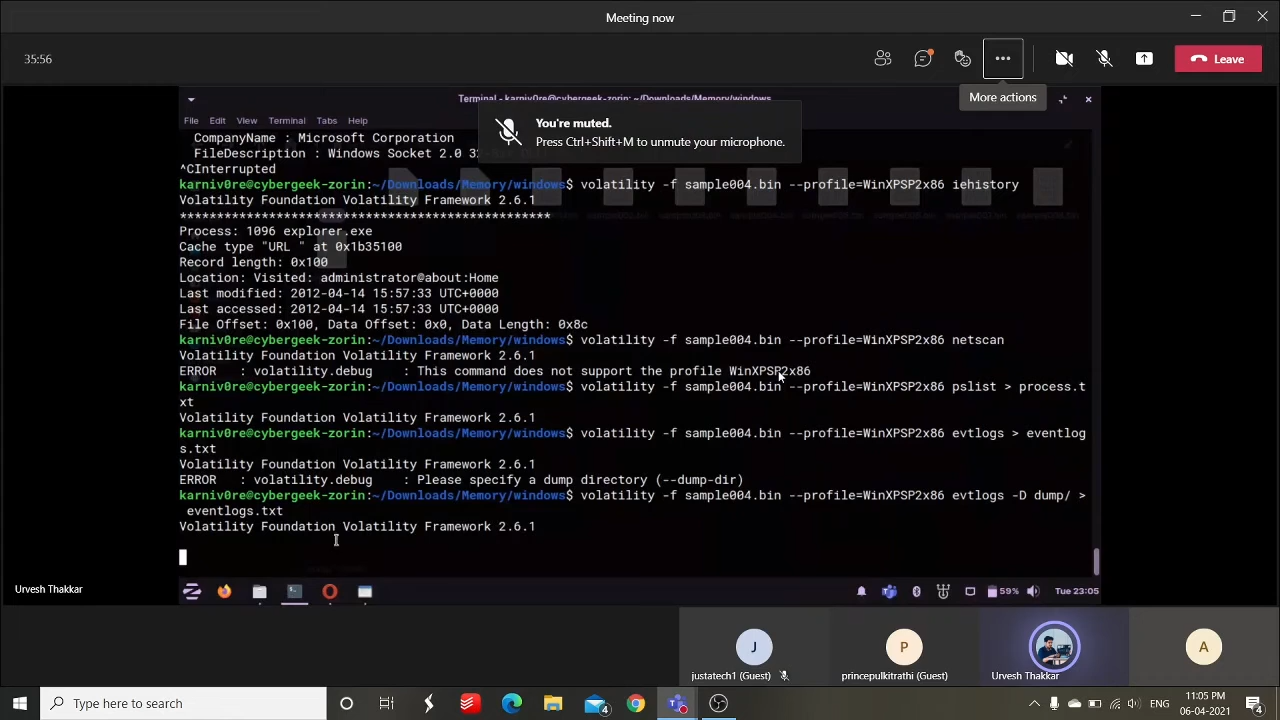 Meeting now
35:56
Leave
More actions
Terminal - karniv0re@cybergeek-zorin: ~/Downloads/Memory/windows
You're muted.
Press Ctrl+Shift+M to unmute your microphone.
File Edit View Terminal Tabs Help
CompanyName : Microsoft Corporation
FileDescription : Windows Socket 2.0 32
^CInterrupted
karniv0re@cybergeek-zorin:~/Downloads/Memory/windows$ volatility -f sample004.bin --profile=WinXPSP2x86 iehistory
Volatility Foundation Volatility Framework 2.6.1
**************************************************
Process: 1096 explorer.exe
Cache type "URL " at 0x1b35100
Record length: 0x100
Location: Visited: administrator@about:Home
Last modified: 2012-04-14 15:57:33 UTC+0000
Last accessed: 2012-04-14 15:57:33 UTC+0000
File Offset: 0x100, Data Offset: 0x0, Data Length: 0x8c
karniv0re@cybergeek-zorin:~/Downloads/Memory/windows$ volatility -f sample004.bin --profile=WinXPSP2x86 netscan
Volatility Foundation Volatility Framework 2.6.1
ERROR   : volatility.debug    : This command does not support the profile WinXPSP2x86
karniv0re@cybergeek-zorin:~/Downloads/Memory/windows$ volatility -f sample004.bin --profile=WinXPSP2x86 pslist > process.t
xt
Volatility Foundation Volatility Framework 2.6.1
karniv0re@cybergeek-zorin:~/Downloads/Memory/windows$ volatility -f sample004.bin --profile=WinXPSP2x86 evtlogs > eventlog
s.txt
Volatility Foundation Volatility Framework 2.6.1
ERROR   : volatility.debug    : Please specify a dump directory (--dump-dir)
karniv0re@cybergeek-zorin:~/Downloads/Memory/windows$ volatility -f sample004.bin --profile=WinXPSP2x86 evtlogs -D dump/ >
eventlogs.txt
Volatility Foundation Volatility Framework 2.6.1
Urvesh Thakkar
59% Tue 23:05
J
P
A
justatech1 (Guest)
princepulkitrathi (Guest)
Urvesh Thakkar
Type here to search
4
ENG
11:05 PM
06-04-2021
4